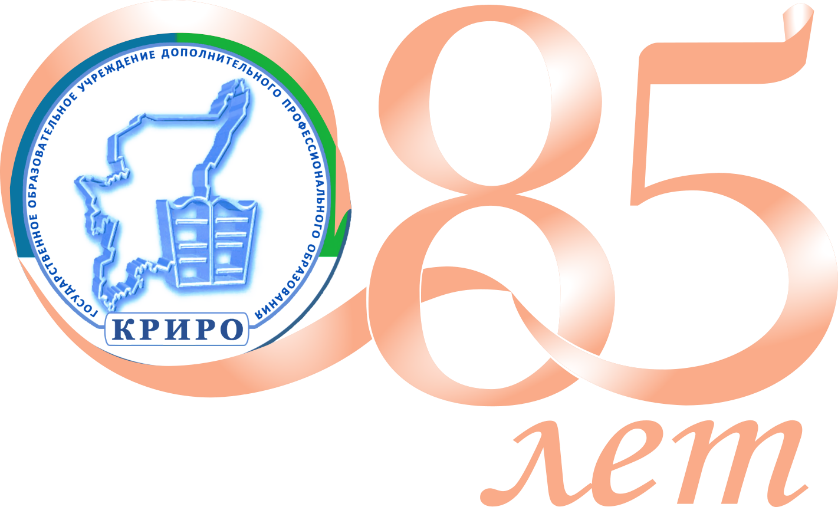 ГОСУДАРСТВЕННОЕ ОБРАЗОВАТЕЛЬНОЕ УЧРЕЖДЕНИЕ ДОПОЛНИТЕЛЬНОГО ПРОФЕССИОНАЛЬНОГО ОБРАЗОВАНИЯ
КРИРО
85
лет